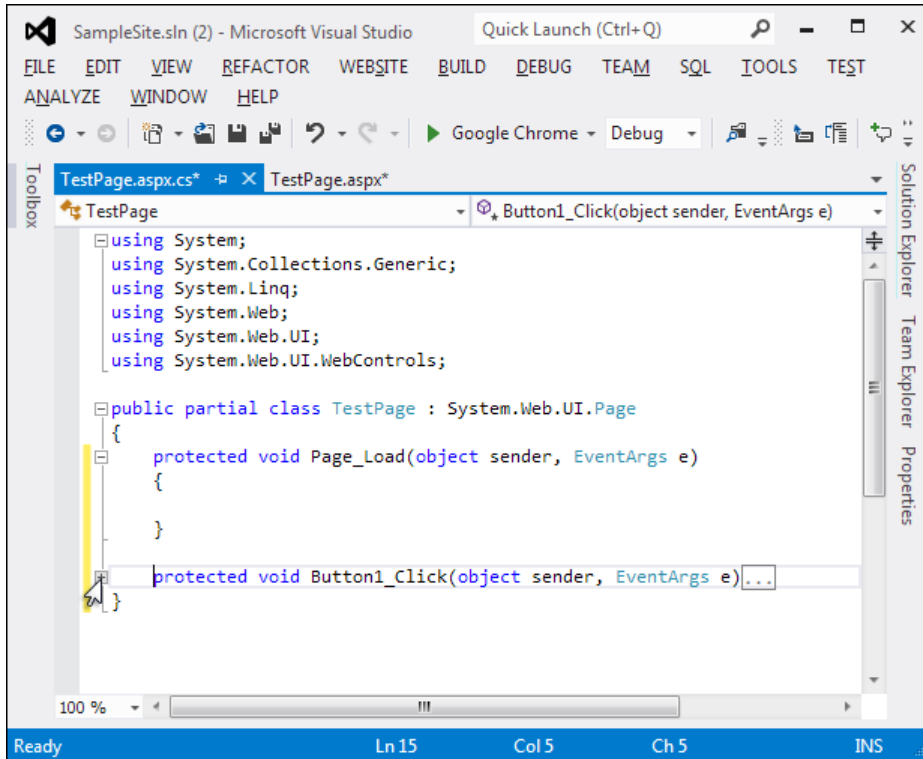 SampleSite.sln (2) - Microsoft Visual Studio Quick Launch (Ctrl+Q)
FILE EDIT VIEW REFACTOR WEBSITE BUILD DEBUG TEAM SQL TOOLS TEST
ANALYZE WINDOW HELP
Google Chrome Debug
Toolbox
TestPage.aspx.cs* TestPage.aspx*
TestPage Button1_Click(object sender, EventArgs e)
using System;
using System.Collections.Generic;
using System.Linq;
using System.Web;
using System.Web.UI;
using System.Web.UI.WebControls;
public partial class TestPage : System.Web.UI.Page
{
protected void Page_Load(object sender, EventArgs e)
{
}
protected void Button1_Click(object sender, EventArgs e)...
}
Solution Explorer
Team Explorer
Properties
100 %
Ready Ln 15 Col 5 Ch 5 INS